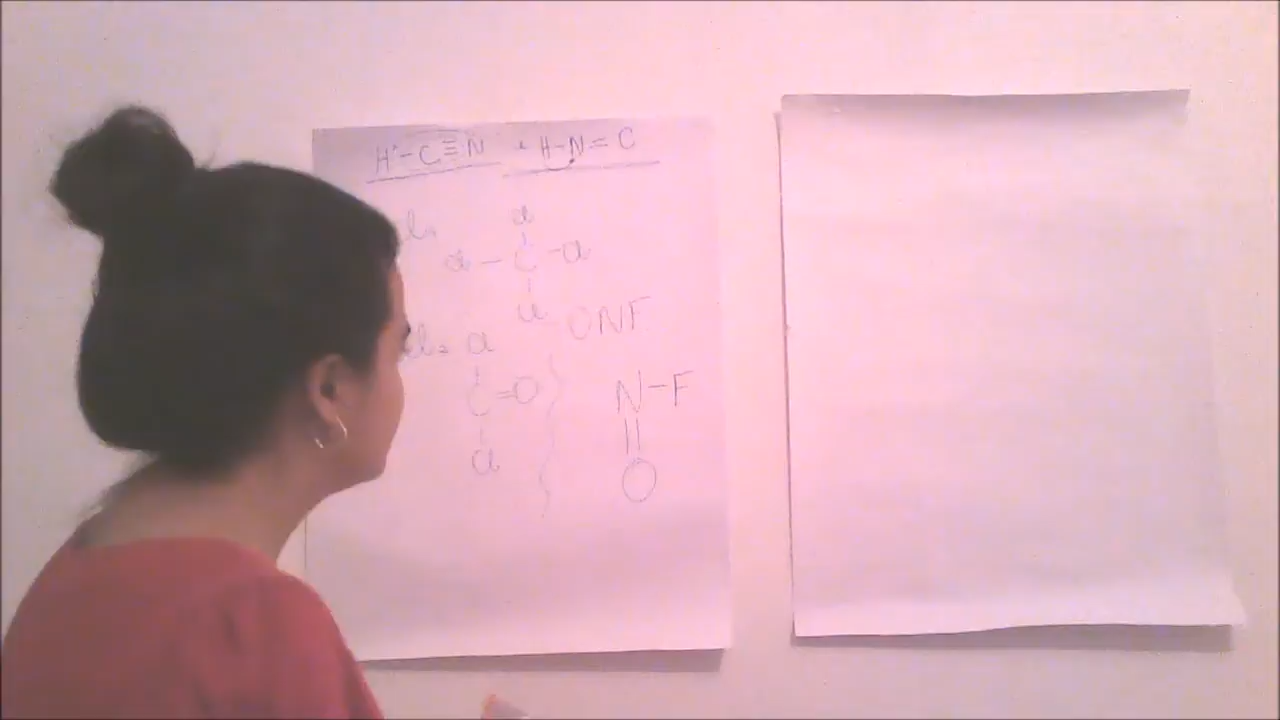 H-C≡N e H-N=C
Cl
Cl-C-Cl
Cl
ONF
Cl
C=O
Cl
N-F
O